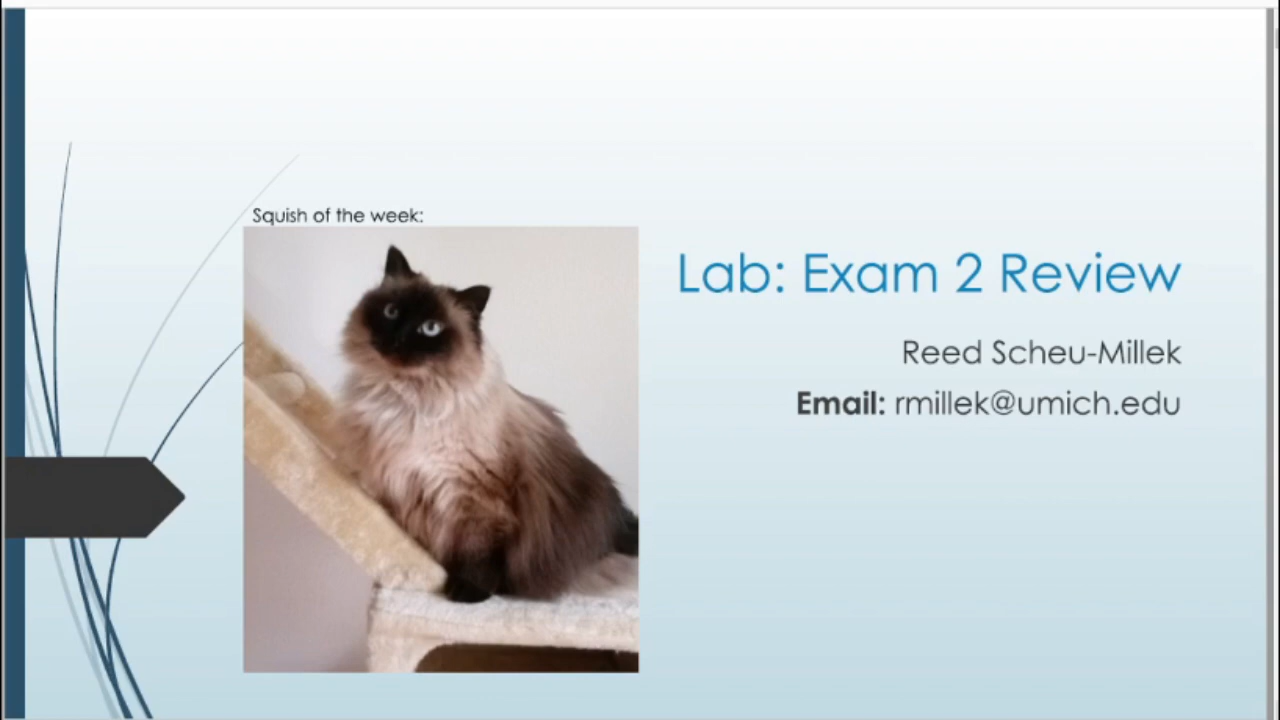 Squish of the week:
Lab: Exam 2 Review
Reed Scheu-Millek
Email: rmillek@umich.edu